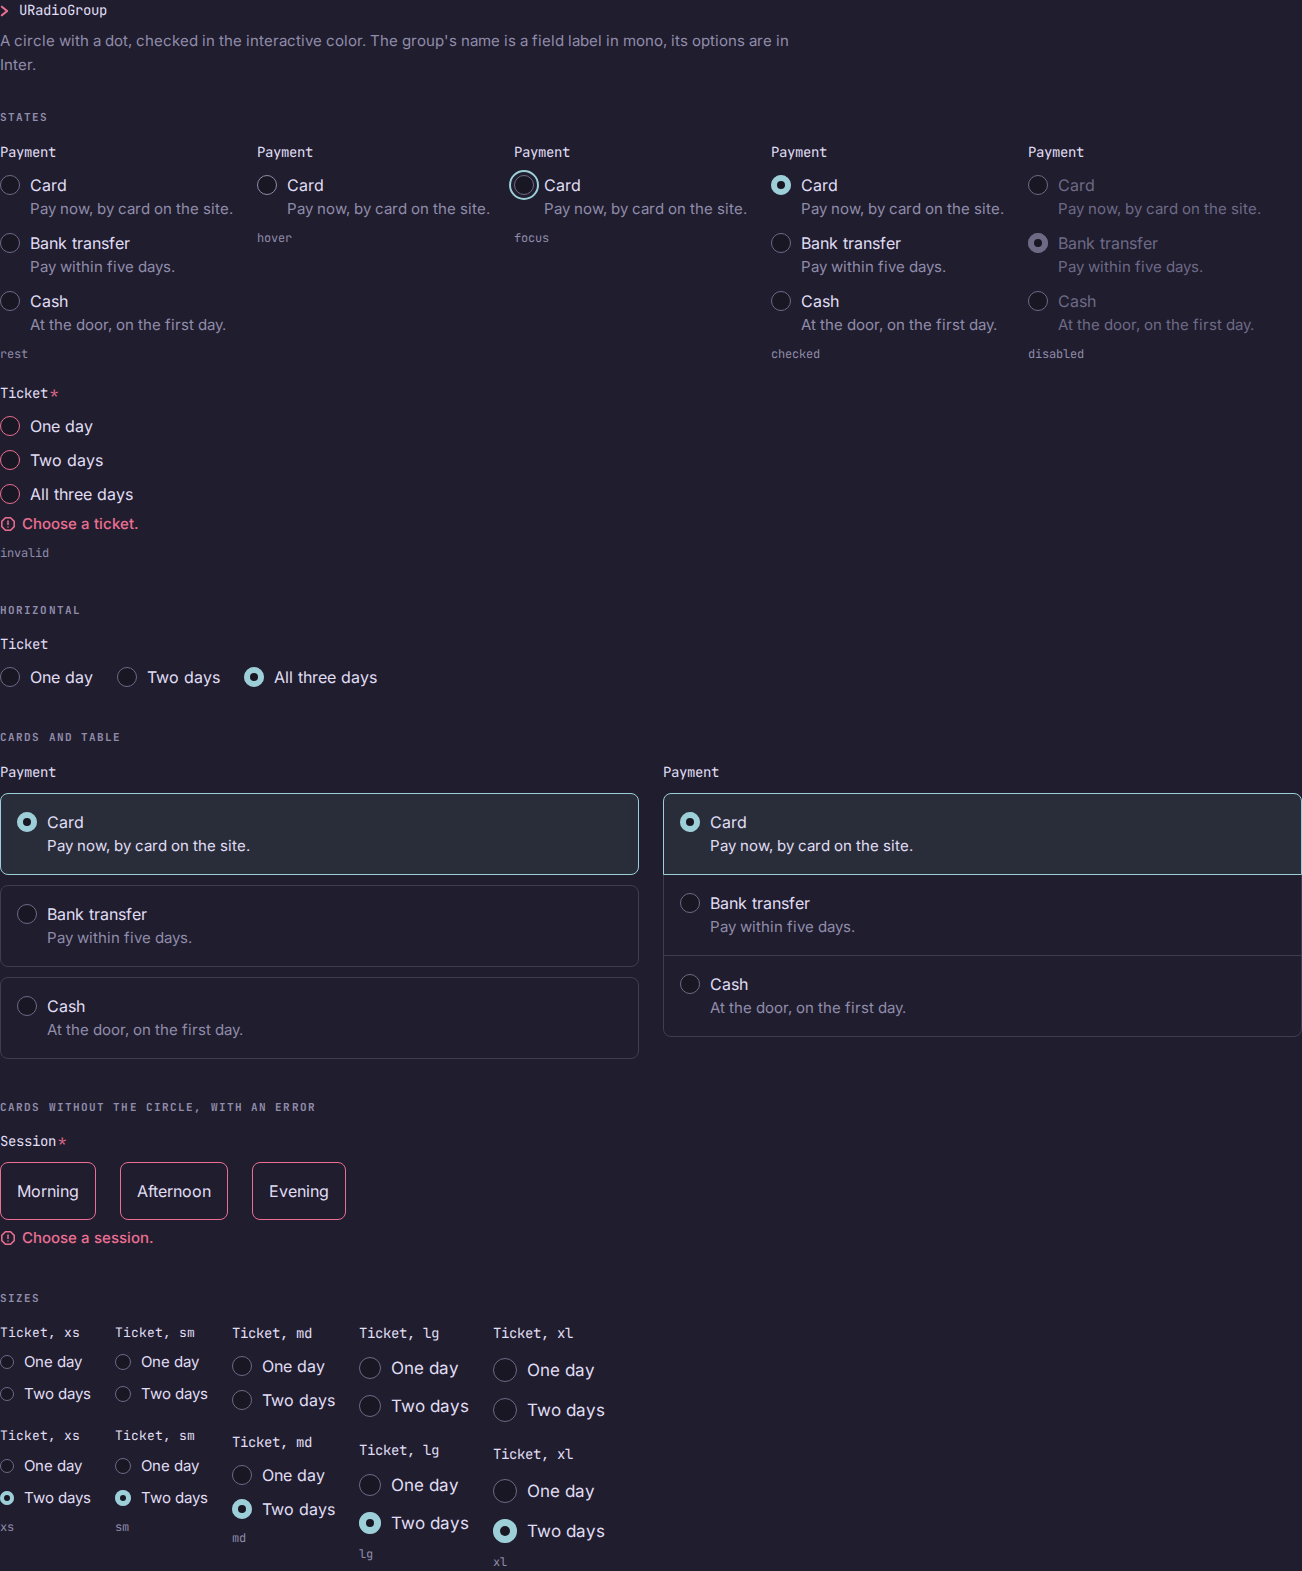 URadioGroup
A circle with a dot, checked in the interactive color. The group's name is a field label in mono, its options are in
Inter.
STATES
Payment
Card
Pay now, by card on the site.
Bank transfer
Pay within five days.
Cash
At the door, on the first day.
rest
Payment
Card
Pay now, by card on the site.
hover
Payment
Card
Pay now, by card on the site.
focus
Payment
Card
Pay now, by card on the site.
Bank transfer
Pay within five days.
Cash
At the door, on the first day.
checked
Payment
Card
Pay now, by card on the site.
Bank transfer
Pay within five days.
Cash
At the door, on the first day.
disabled
Ticket*
One day
Two days
All three days
Choose a ticket.
invalid
HORIZONTAL
Ticket
One day Two days All three days
CARDS AND TABLE
Payment
Card
Pay now, by card on the site.
Bank transfer
Pay within five days.
Cash
At the door, on the first day.
Payment
Card
Pay now, by card on the site.
Bank transfer
Pay within five days.
Cash
At the door, on the first day.
CARDS WITHOUT THE CIRCLE, WITH AN ERROR
Session*
Morning Afternoon Evening
Choose a session.
SIZES
Ticket, xs
One day
Two days
Ticket, xs
One day
Two days
xs
Ticket, sm
One day
Two days
Ticket, sm
One day
Two days
sm
Ticket, md
One day
Two days
Ticket, md
One day
Two days
md
Ticket, lg
One day
Two days
Ticket, lg
One day
Two days
lg
Ticket, xl
One day
Two days
Ticket, xl
One day
Two days
xl